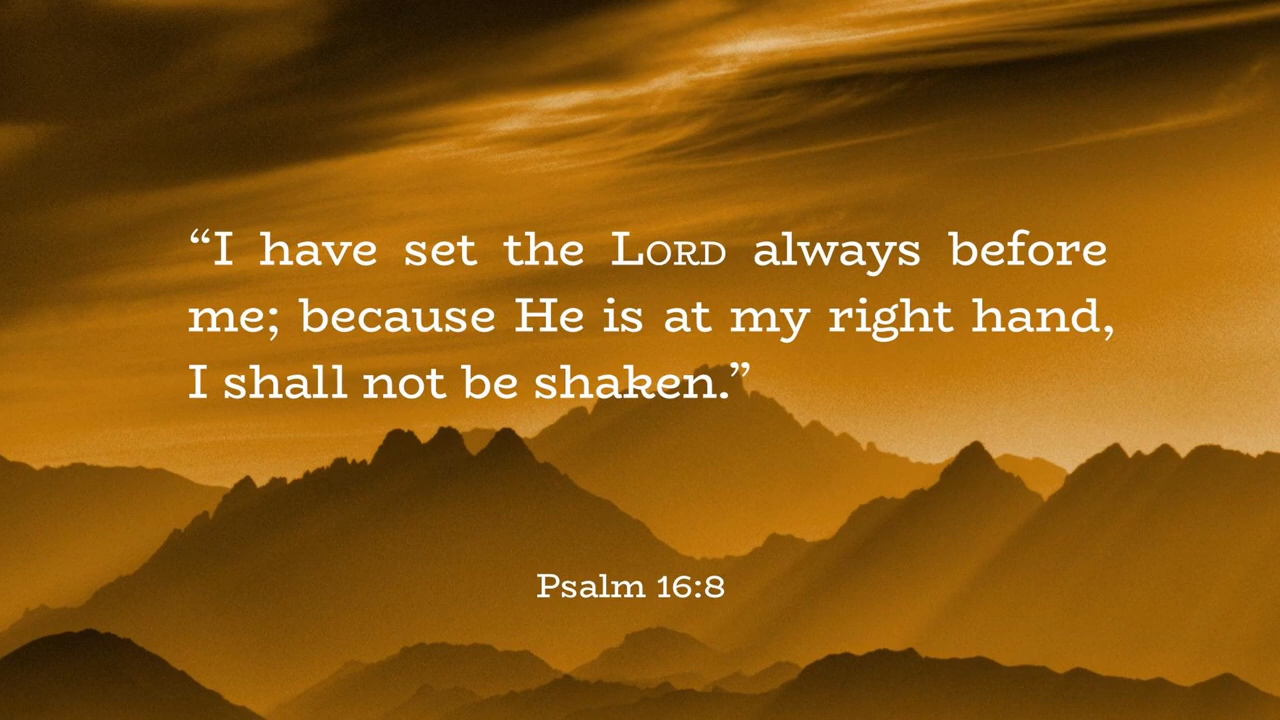 “I have set the LORD always before
me; because He is at my right hand,
I shall not be shaken.”
Psalm 16:8